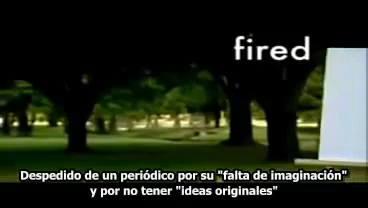 fired
Despedido de un periódico por su "falta de imaginación"
y por no tener "ideas originales"